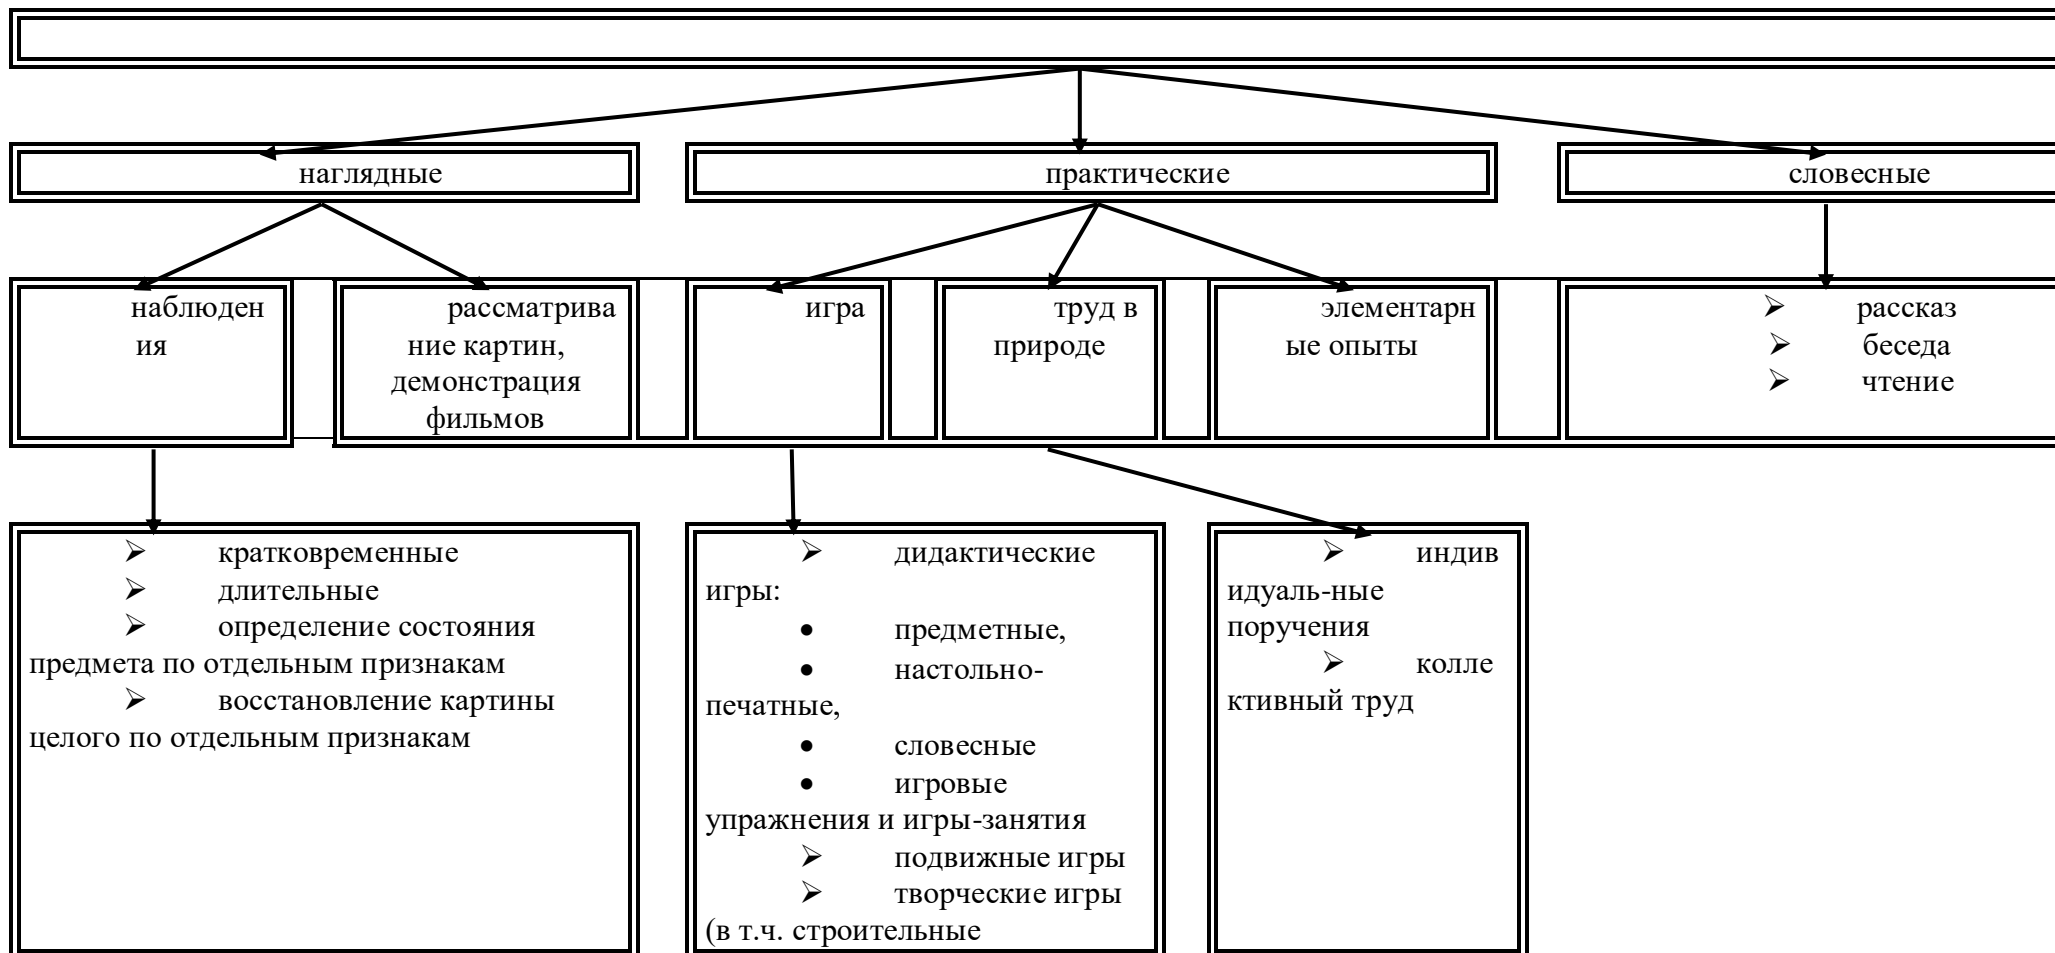 наглядные
практические
словесные
наблюден
ия
рассматрива
ние картин,
демонстрация
фильмов
игра
труд в
природе
элементарн
ые опыты
➢ рассказ
➢ беседа
➢ чтение
➢ кратковременные
➢ длительные
➢ определение состояния
предмета по отдельным признакам
➢ восстановление картины
целого по отдельным признакам
➢ дидактические
игры:
• предметные,
• настольно-
печатные,
• словесные
• игровые
упражнения и игры-занятия
➢ подвижные игры
➢ творческие игры
(в т.ч. строительные
➢ индив
идуаль-ные
поручения
➢ колле
ктивный труд